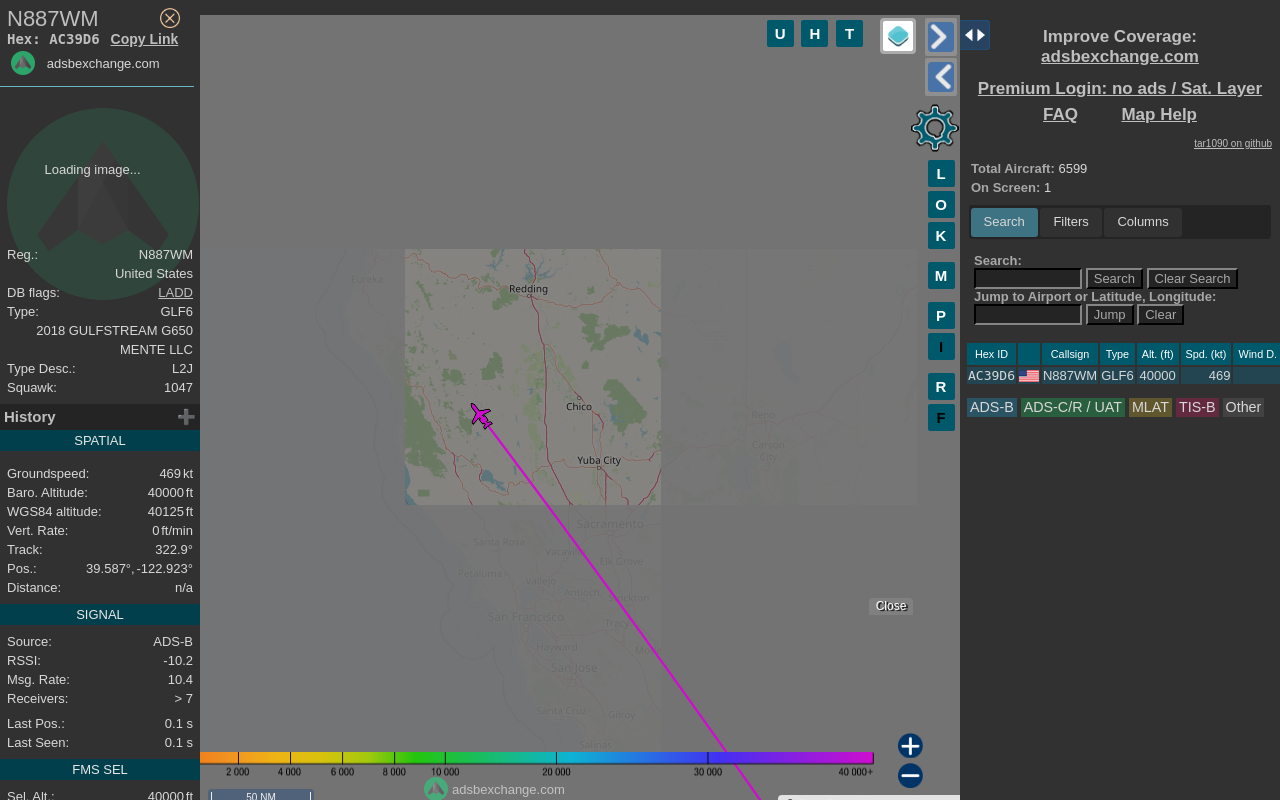 N887WM
Hex: AC39D6 Copy Link
adsbexchange.com
Loading image...
Reg.: N887WM
United States
DB flags: LADD
Type: GLF6
2018 GULFSTREAM G650
MENTE LLC
Type Desc.: L2J
Squawk: 1047
History
SPATIAL
Groundspeed: 469 kt
Baro. Altitude: 40000 ft
WGS84 altitude: 40125 ft
Vert. Rate: 0 ft/min
Track: 322.9°
Pos.: 39.587°, -122.923°
Distance: n/a
SIGNAL
Source: ADS-B
RSSI: -10.2
Msg. Rate: 10.4
Receivers: > 7
Last Pos.: 0.1 s
Last Seen: 0.1 s
FMS SEL
Sel. Alt.: 40000 ft
U H T
L
O
K
M
P
I
R
F
Eureka
Redding
Chico
Yuba City
Reno
Carson City
Sacramento
Santa Rosa
Vacaville
Elk Grove
Petaluma
Vallejo
Antioch
Stockton
San Francisco
Tracy
Hayward
San Jose
Santa Cruz
Gilroy
Salinas
Close
2 000 4 000 6 000 8 000 10 000 20 000 30 000 40 000+
adsbexchange.com
50 NM
Improve Coverage:
adsbexchange.com
Premium Login: no ads / Sat. Layer
FAQ Map Help
tar1090 on github
Total Aircraft: 6599
On Screen: 1
Search Filters Columns
Search:
Search Clear Search
Jump to Airport or Latitude, Longitude:
Jump Clear
Hex ID Callsign Type Alt. (ft) Spd. (kt) Wind D.
AC39D6 N887WM GLF6 40000 469
ADS-B ADS-C/R / UAT MLAT TIS-B Other